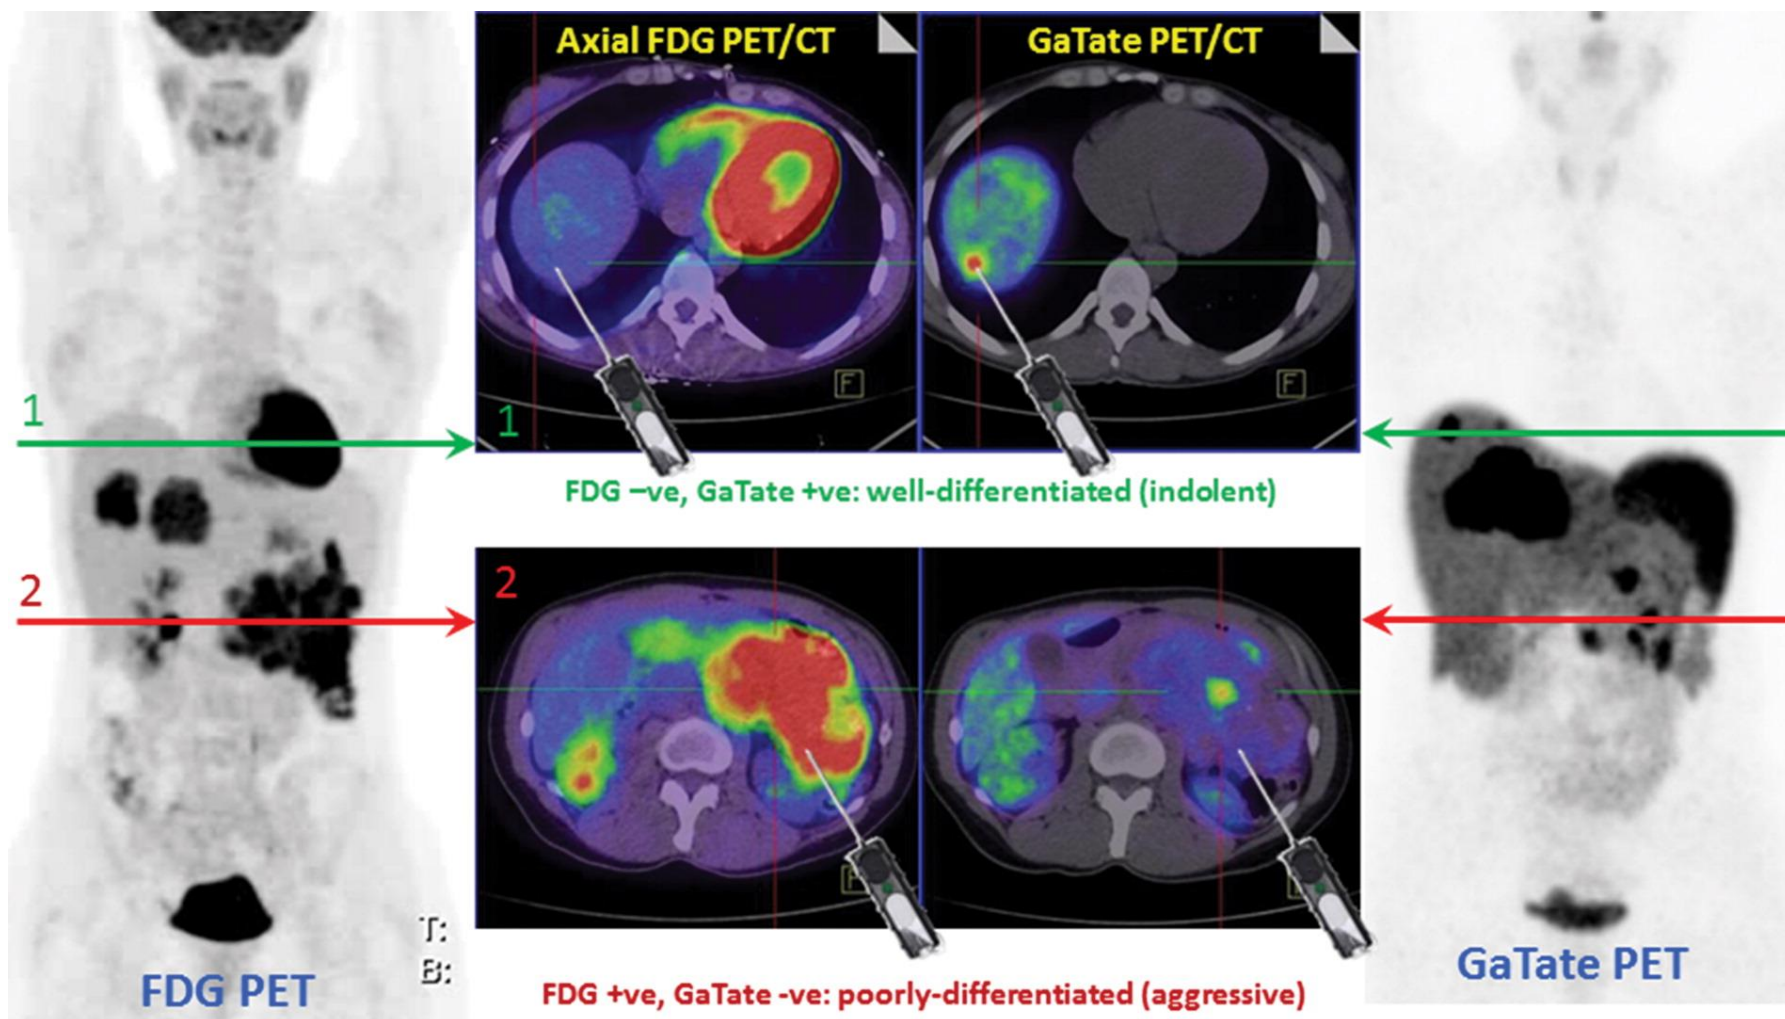 Axial FDG PET/CT
GaTate PET/CT
1
1
F
F
FDG –ve, GaTate +ve: well-differentiated (indolent)
2
2
F
T:
B:
FDG PET
GaTate PET
FDG +ve, GaTate -ve: poorly-differentiated (aggressive)